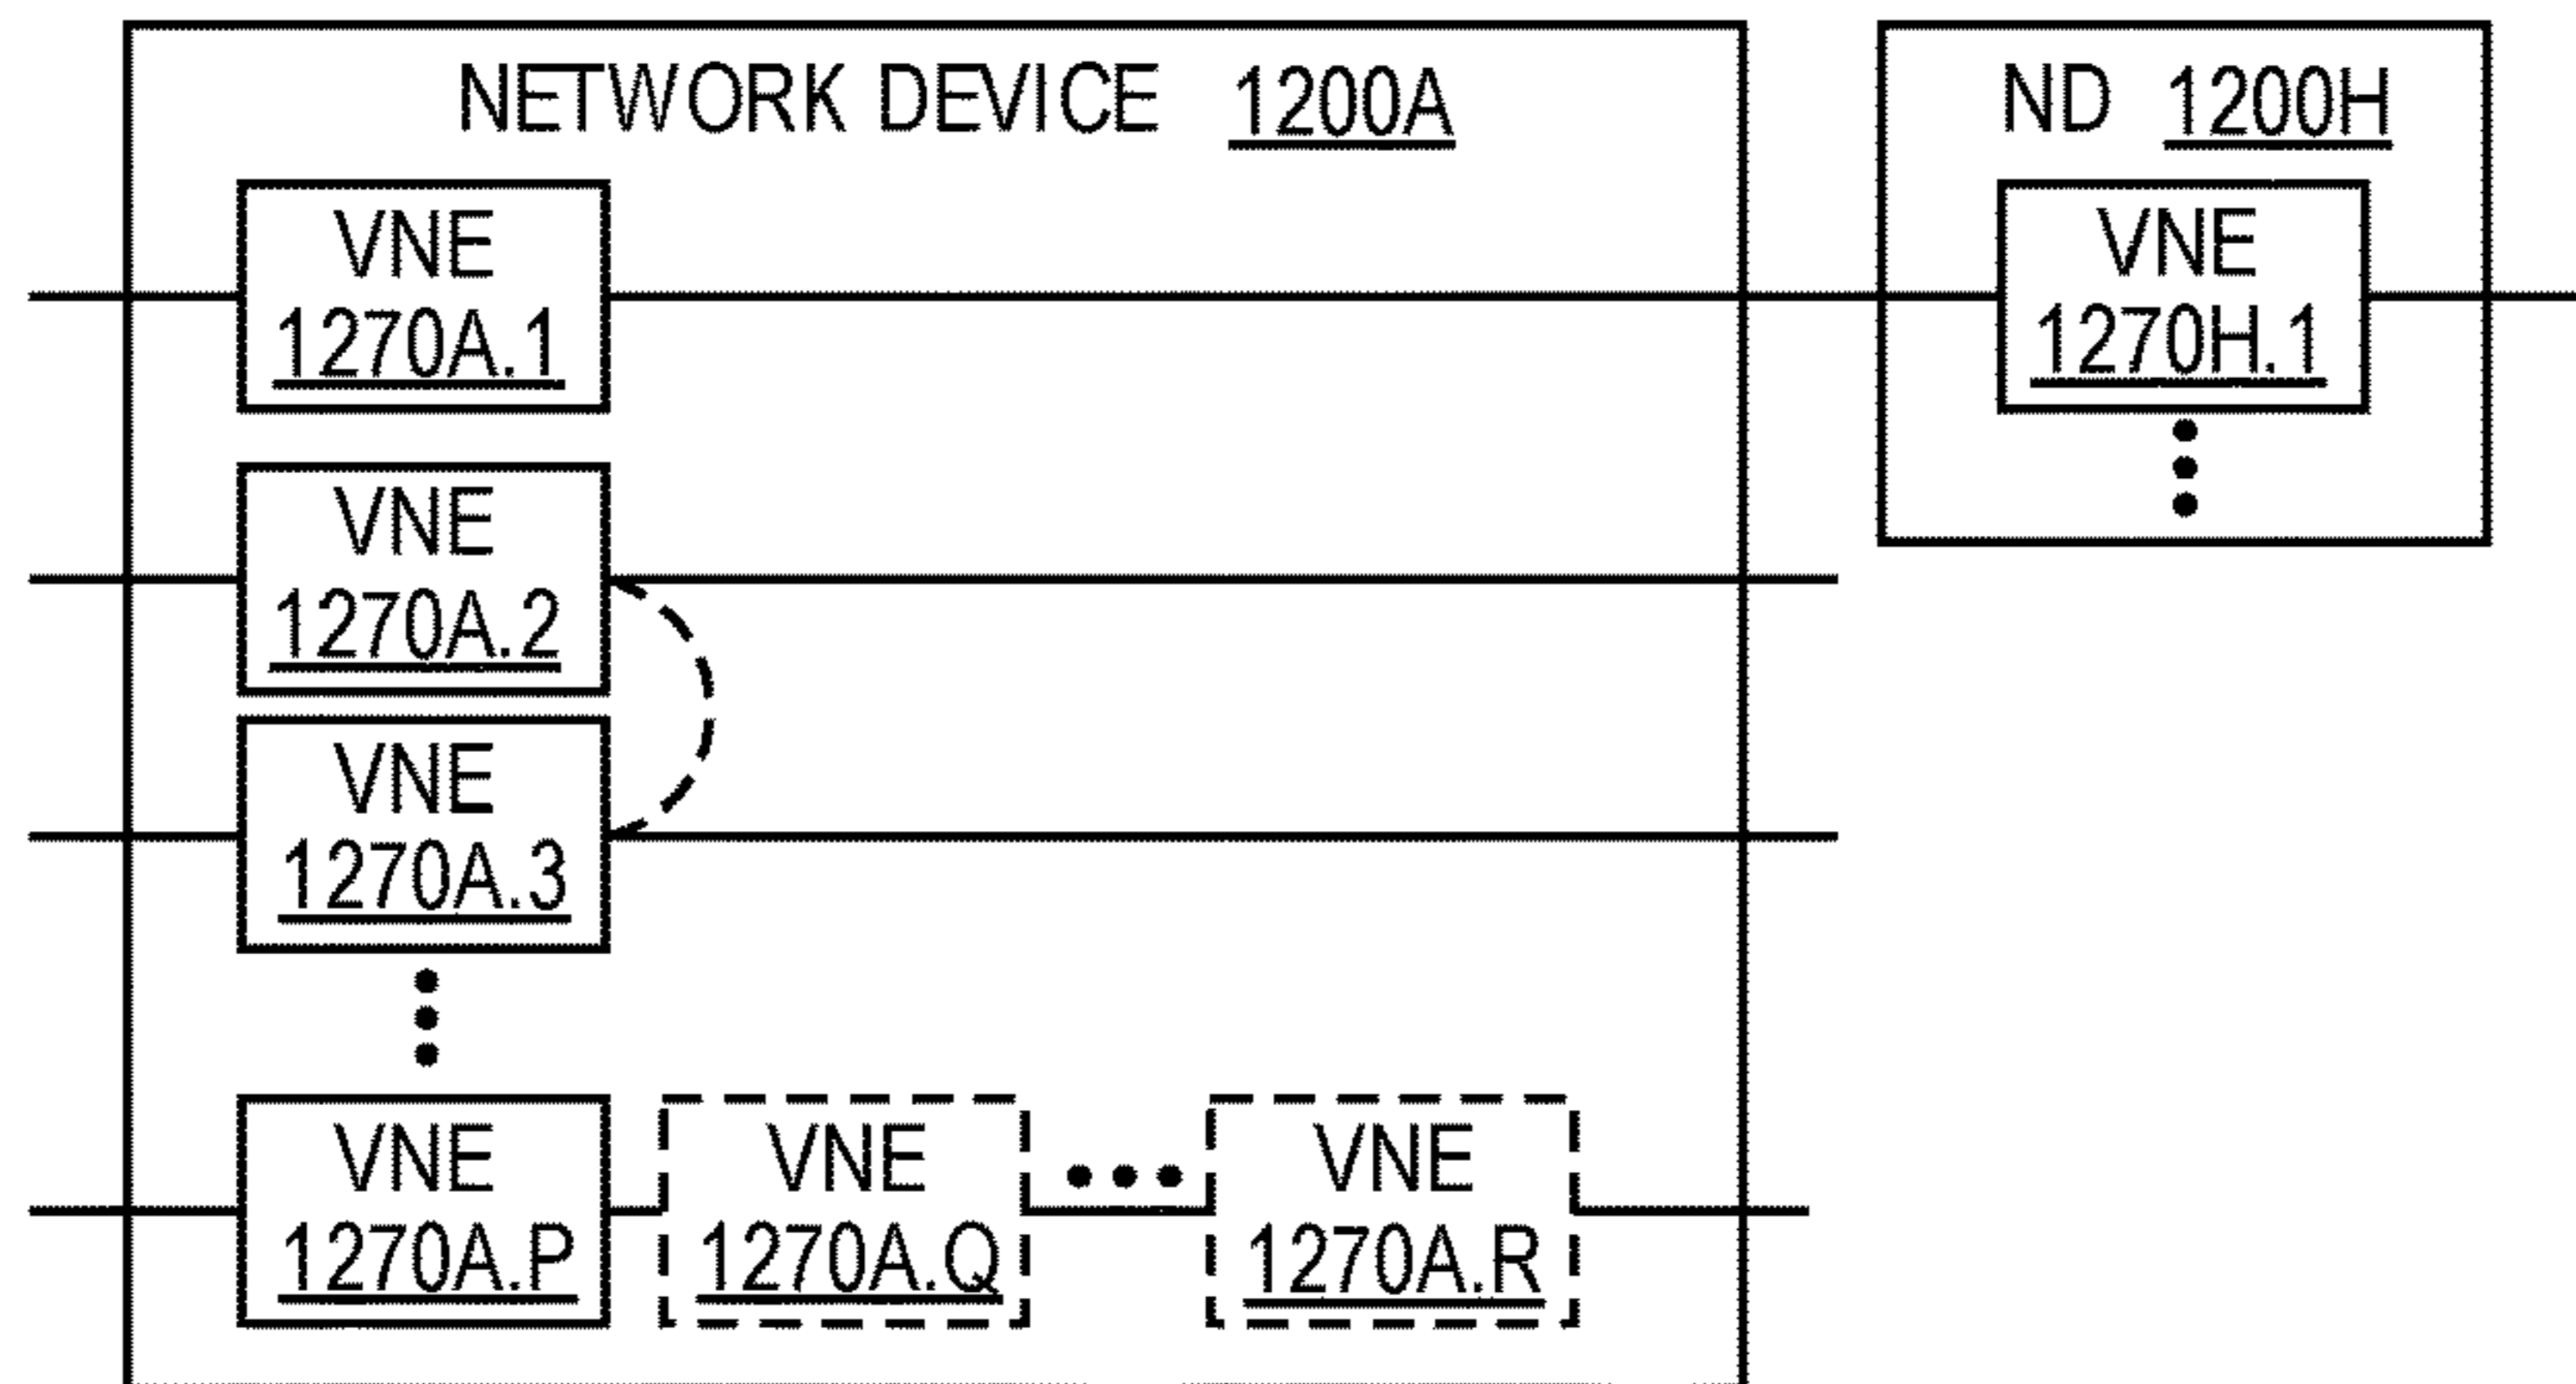 NETWORK DEVICE 1200A
ND 1200H
VNE
1270A.1
VNE
1270H.1
VNE
1270A.2
VNE
1270A.3
VNE
1270A.P
VNE
1270A.Q
VNE
1270A.R